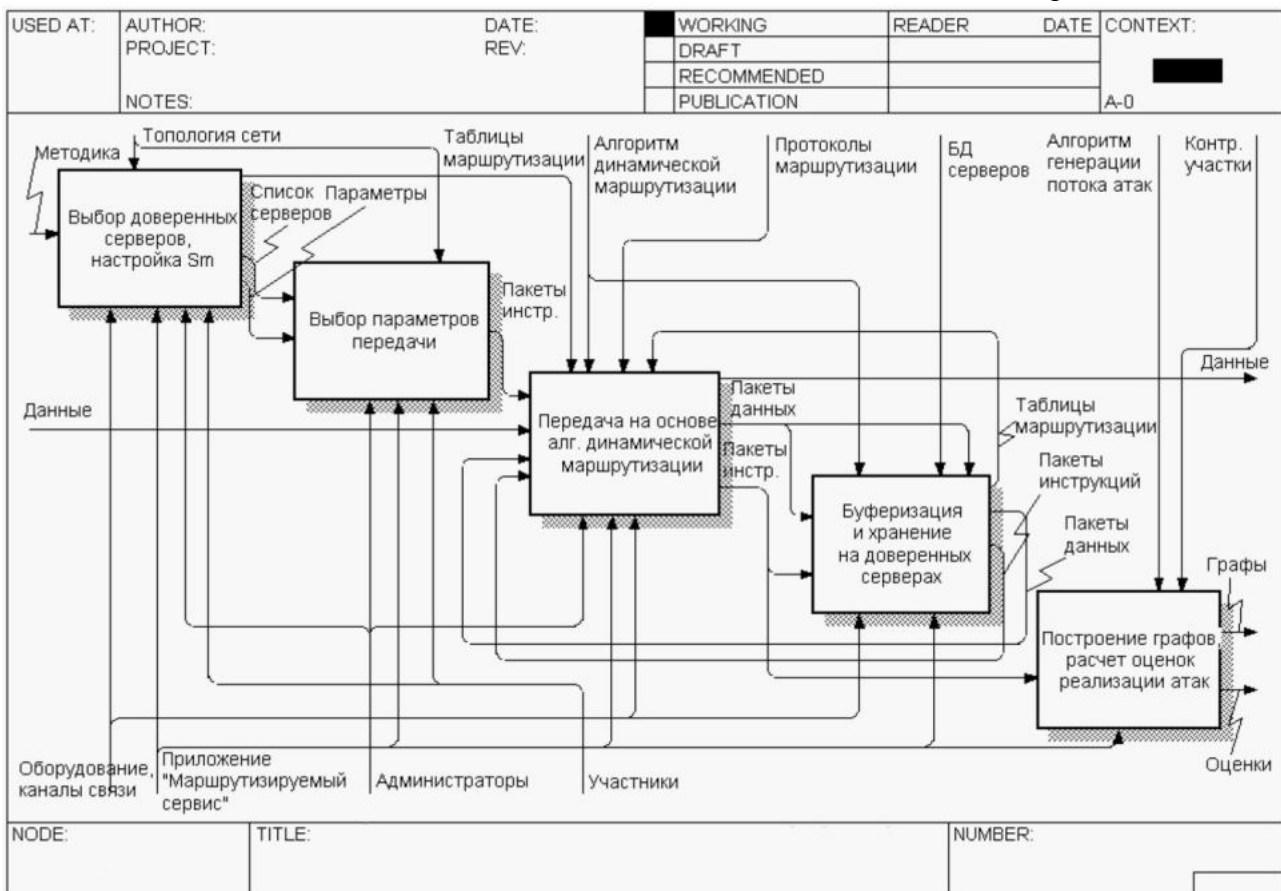 USED AT:
AUTHOR:
DATE:
PROJECT:
REV:
NOTES:
WORKING
DRAFT
RECOMMENDED
PUBLICATION
READER
DATE
CONTEXT:
A-0
Методика
Топология сети
Таблицы
маршрутизации
Алгоритм
динамической
маршрутизации
Протоколы
маршрутизации
БД
серверов
Алгоритм
генерации
потока атак
Контр.
участки
Выбор доверенных
серверов,
настройка Sm
Список
серверов
Параметры
Выбор параметров
передачи
Пакеты
инстр.
Данные
Передача на основе
алг. динамической
маршрутизации
Пакеты
данных
Пакеты
инстр.
Данные
Таблицы
маршрутизации
Пакеты
инструкций
Пакеты
данных
Буферизация
и хранение
на доверенных
серверах
Графы
Построение графов
расчет оценок
реализации атак
Оценки
Оборудование,
каналы связи
Приложение
"Маршрутизируемый
сервис"
Администраторы
Участники
NODE:
TITLE:
NUMBER: